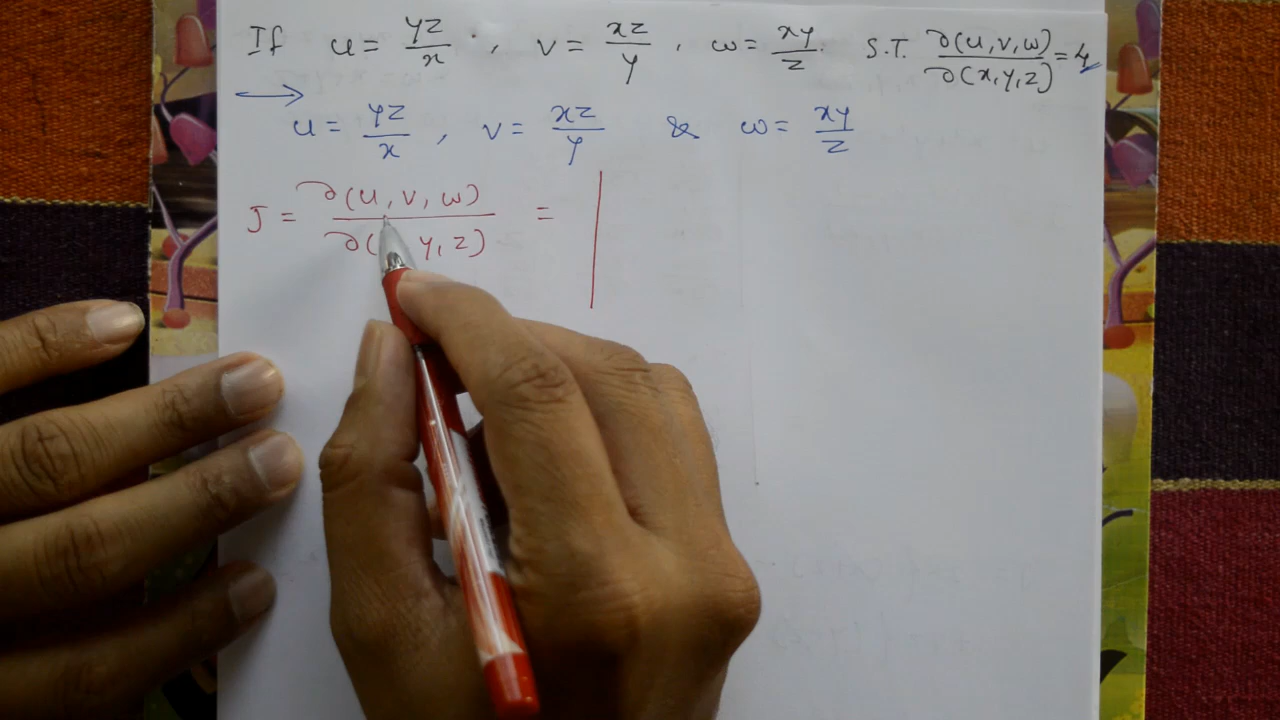 If u = yz/x, v = xz/y, w = xy/z. S.T. ∂(u,v,w)/∂(x,y,z) = 4
→ u = yz/x, v = xz/y & w = xy/z
J = ∂(u,v,w)/∂( y,z) = |